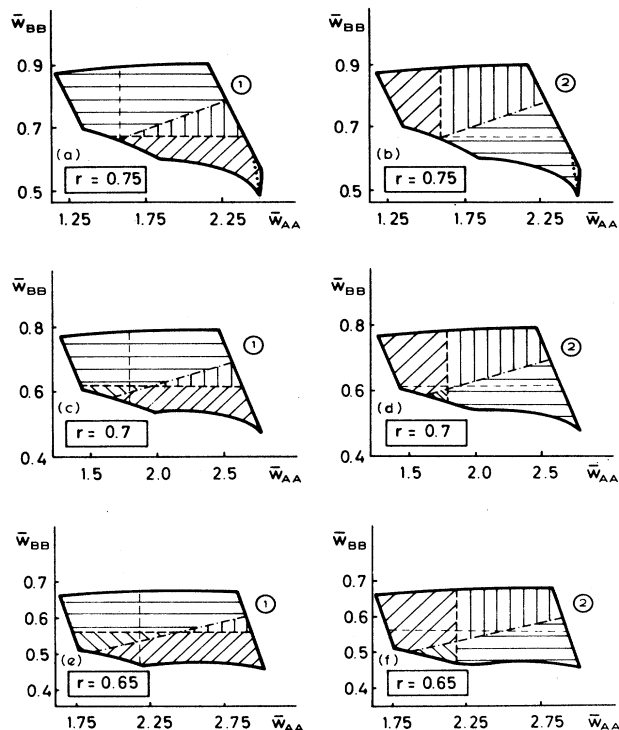 w̄BB
0.9
0.7
0.5
(a)
r = 0.75
①
1.25 1.75 2.25 w̄AA
w̄BB
0.9
0.7
0.5
(b)
r = 0.75
②
1.25 1.75 2.25 w̄AA
w̄BB
0.8
0.6
0.4
(c)
r = 0.7
①
1.5 2.0 2.5 w̄AA
w̄BB
0.8
0.6
0.4
(d)
r = 0.7
②
1.5 2.0 2.5 w̄AA
w̄BB
0.7
0.6
0.5
0.4
(e)
r = 0.65
①
1.75 2.25 2.75 w̄AA
w̄BB
0.7
0.6
0.5
0.4
(f)
r = 0.65
②
1.75 2.25 2.75 w̄AA